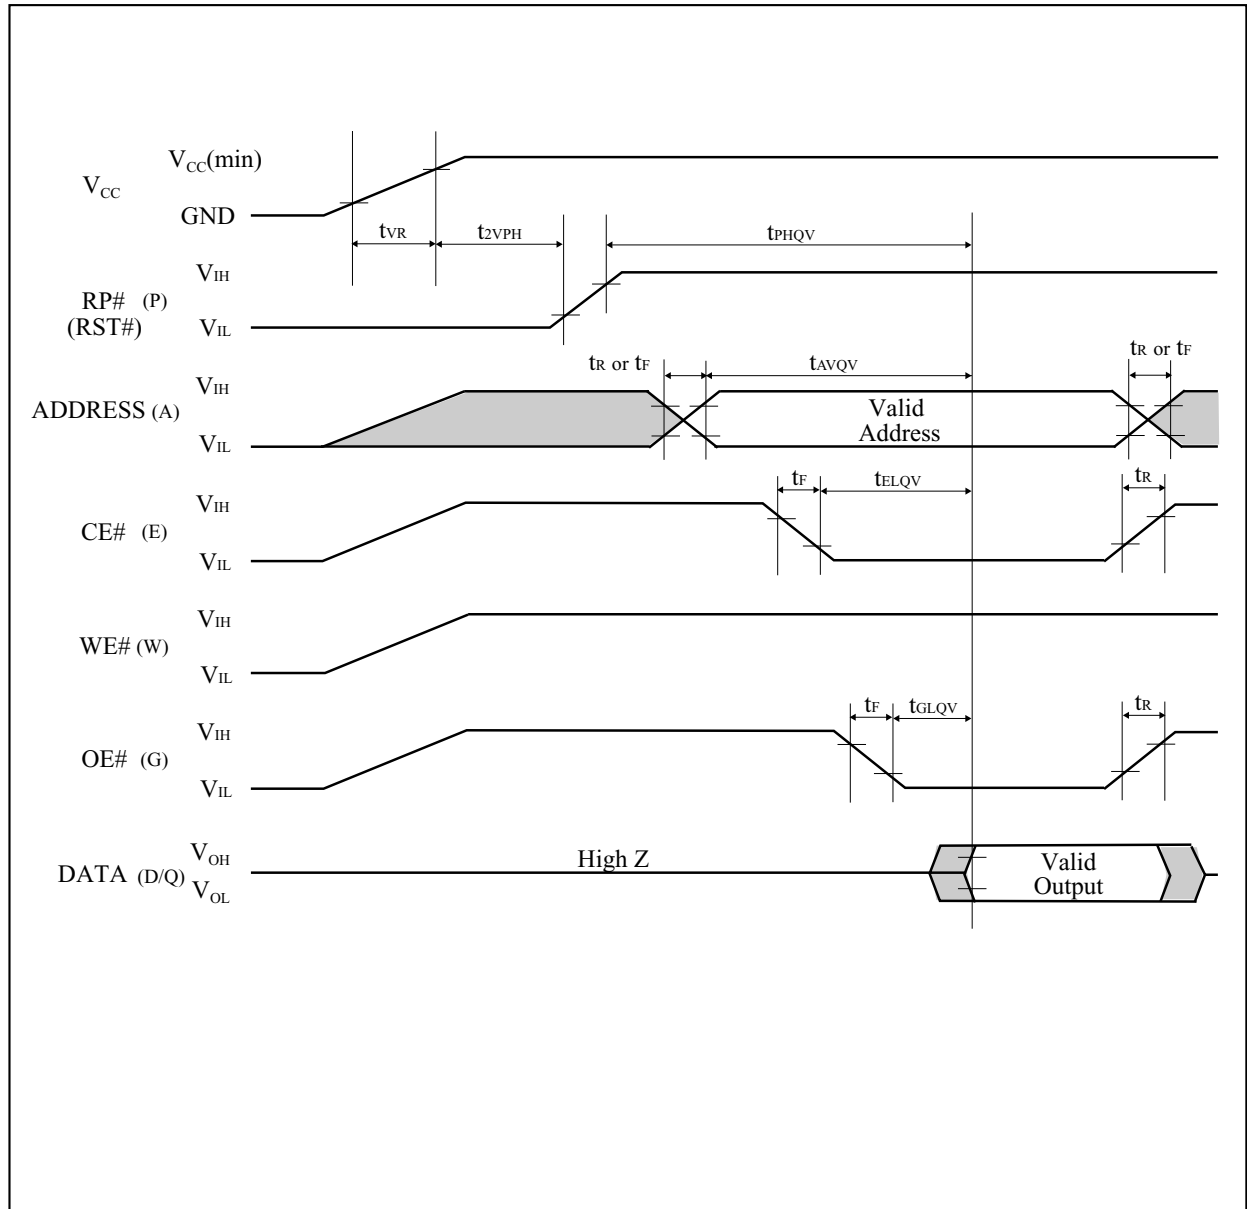 VCC
VCC(min)
GND
tVR
t2VPH
tPHQV
RP# (P)
(RST#)
VIH
VIL
tR or tF
tAVQV
tR or tF
ADDRESS (A)
VIH
VIL
Valid
Address
tF
tELQV
tR
CE# (E)
VIH
VIL
WE# (W)
VIH
VIL
tF
tGLQV
tR
OE# (G)
VIH
VIL
DATA (D/Q)
VOH
VOL
High Z
Valid
Output